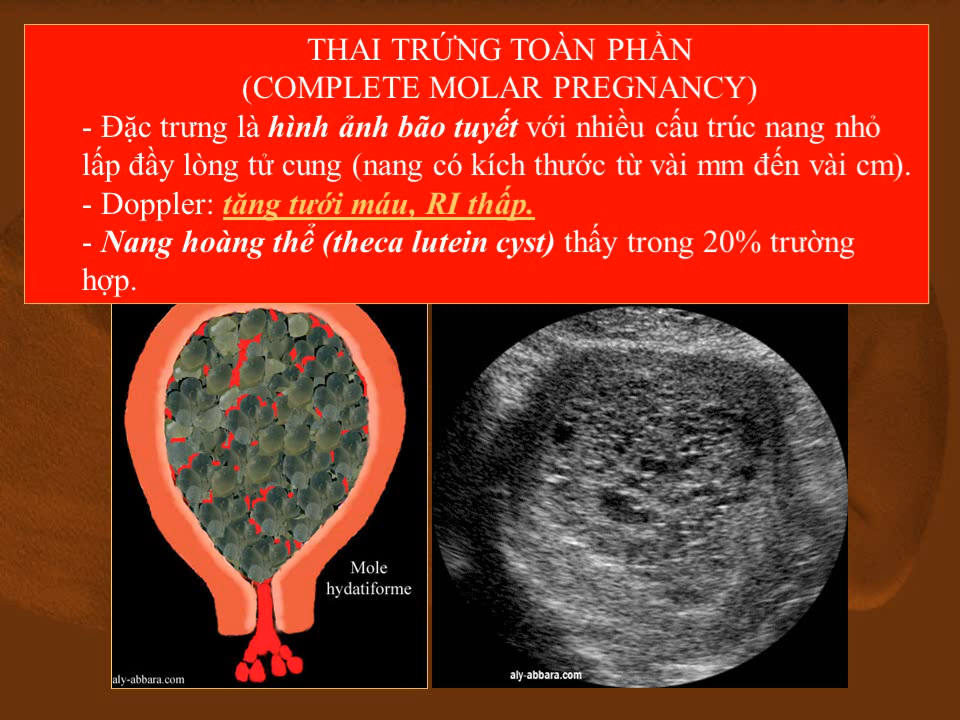 THAI TRỨNG TOÀN PHẦN
(COMPLETE MOLAR PREGNANCY)
- Đặc trưng là hình ảnh bão tuyết với nhiều cấu trúc nang nhỏ
lấp đầy lòng tử cung (nang có kích thước từ vài mm đến vài cm).
- Doppler: tăng tưới máu, RI thấp.
- Nang hoàng thể (theca lutein cyst) thấy trong 20% trường
hợp.
Mole
hydatiforme
aly-abbara.com
aly-abbara.com